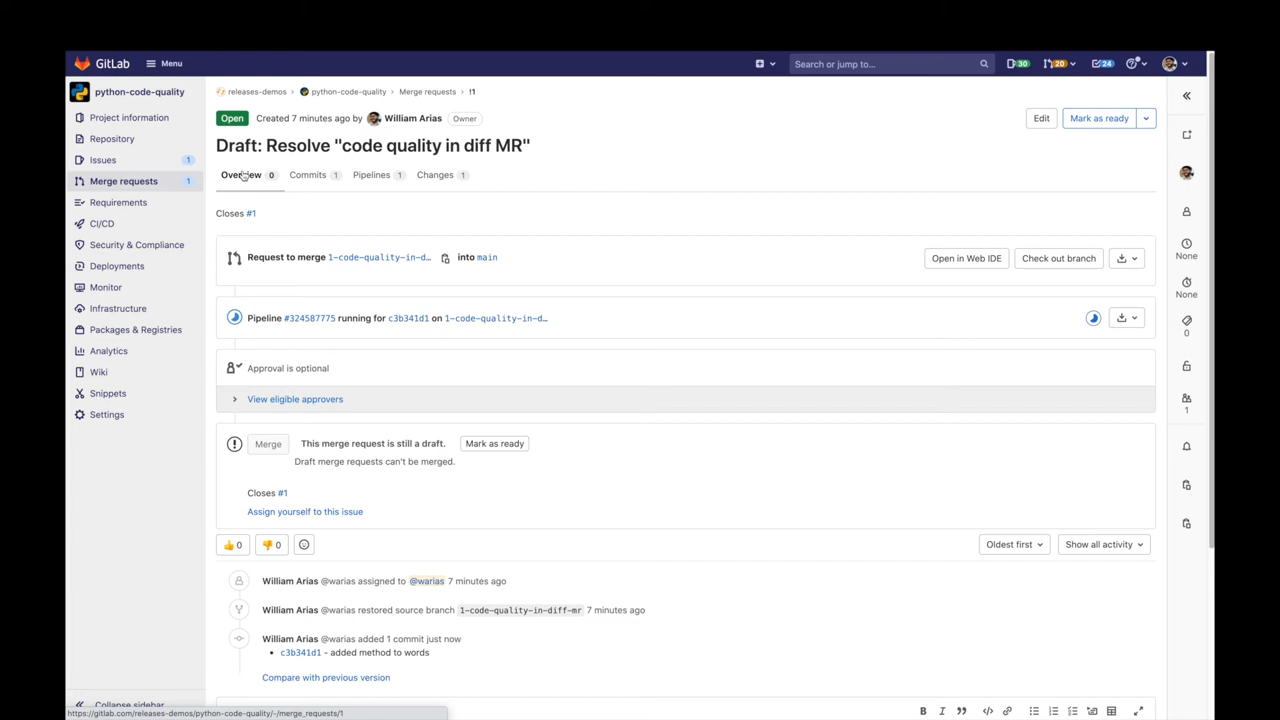 GitLab
Menu
Search or jump to...
30
20
24
python-code-quality
Project information
Repository
Issues 1
Merge requests 1
Requirements
CI/CD
Security & Compliance
Deployments
Monitor
Infrastructure
Packages & Registries
Analytics
Wiki
Snippets
Settings
Collapse sidebar
releases-demos > python-code-quality > Merge requests > !1
Open Created 7 minutes ago by William Arias Owner
Edit
Mark as ready
Draft: Resolve "code quality in diff MR"
Overview 0
Commits 1
Pipelines 1
Changes 1
Closes #1
Request to merge 1-code-quality-in-d… into main
Open in Web IDE
Check out branch
Pipeline #324587775 running for c3b341d1 on 1-code-quality-in-d…
Approval is optional
View eligible approvers
Merge This merge request is still a draft. Mark as ready
Draft merge requests can't be merged.
Closes #1
Assign yourself to this issue
0
0
Oldest first
Show all activity
William Arias @warias assigned to @warias 7 minutes ago
William Arias @warias restored source branch 1-code-quality-in-diff-mr 7 minutes ago
William Arias @warias added 1 commit just now
• c3b341d1 - added method to words
Compare with previous version
None
None
0
1
https://gitlab.com/releases-demos/python-code-quality/-/merge_requests/1